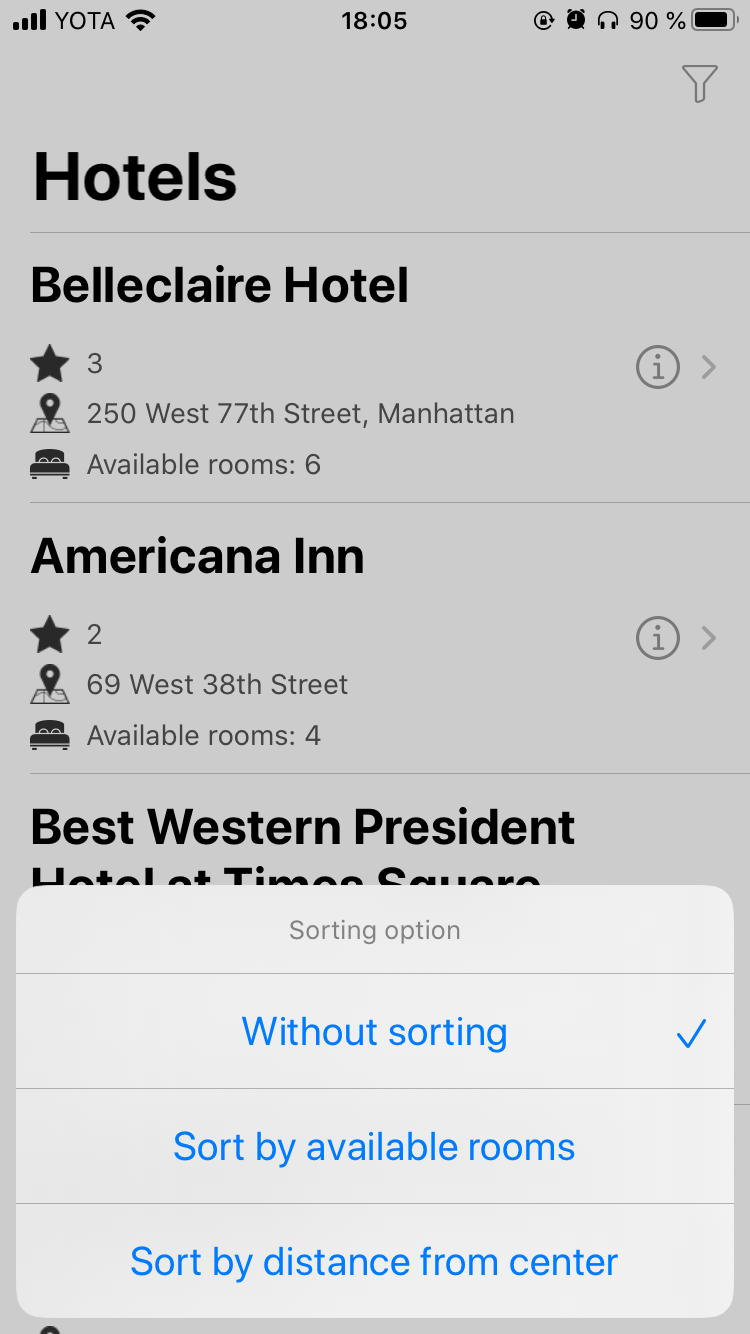 YOTA 18:05 90 %
Hotels
Belleclaire Hotel
3
250 West 77th Street, Manhattan
Available rooms: 6
Americana Inn
2
69 West 38th Street
Available rooms: 4
Best Western President
Hotel at Times Square
Sorting option
Without sorting
Sort by available rooms
Sort by distance from center